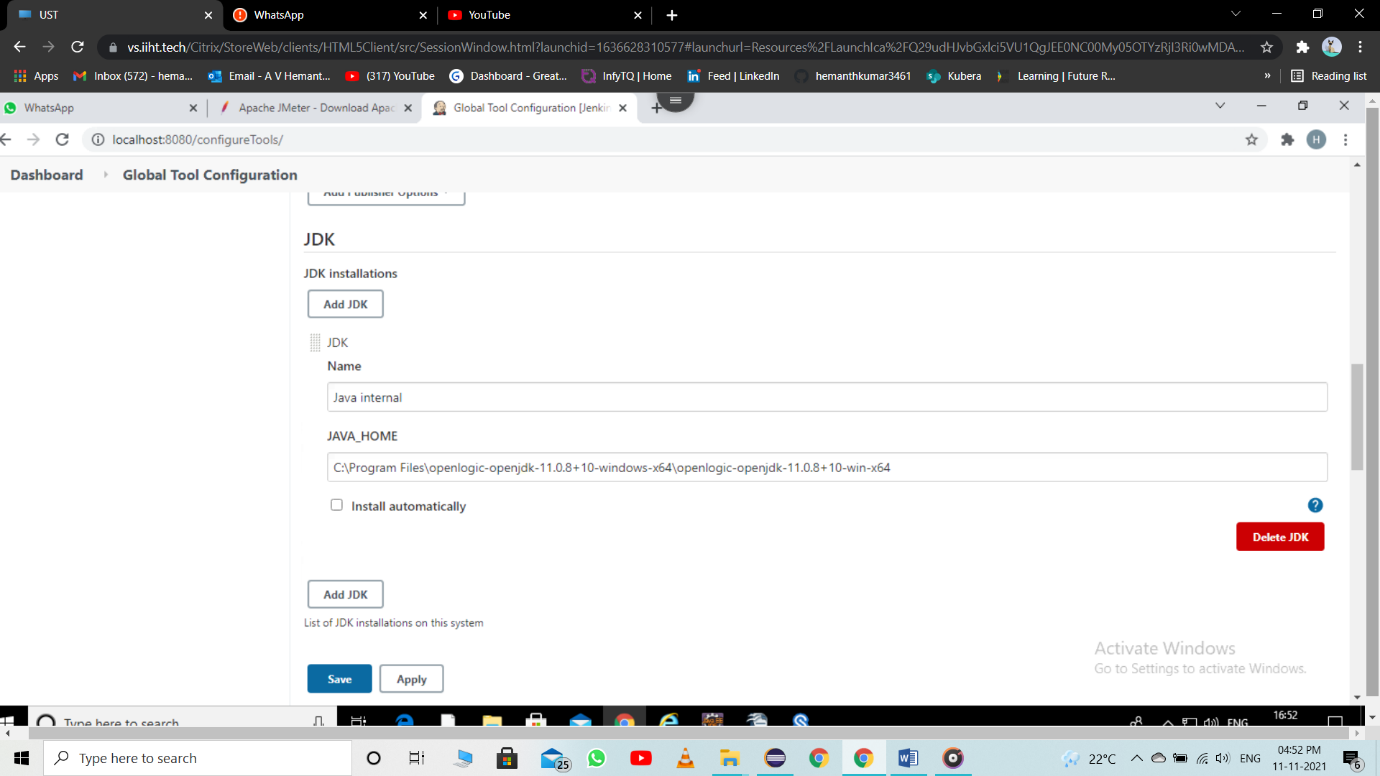 UST
WhatsApp
YouTube
vs.iiht.tech/Citrix/StoreWeb/clients/HTML5Client/src/SessionWindow.html?launchid=1636628310577#launchurl=Resources%2FLaunchIca%2FQ29udHJvbGxlci5VU1QgJEE0NC00My05OTYzRjI3Ri0wMDA...
Apps
Inbox (572) - hema...
Email - A V Hemant...
(317) YouTube
Dashboard - Great...
InfyTQ | Home
Feed | LinkedIn
hemanthkumar3461
Kubera
Learning | Future R...
»
Reading list
WhatsApp
Apache JMeter - Download Apac
Global Tool Configuration [Jenkin
localhost:8080/configureTools/
H
Dashboard
Global Tool Configuration
Add Publisher Options
JDK
JDK installations
Add JDK
JDK
Name
Java internal
JAVA_HOME
C:\Program Files\openlogic-openjdk-11.0.8+10-windows-x64\openlogic-openjdk-11.0.8+10-win-x64
Install automatically
?
Delete JDK
Add JDK
List of JDK installations on this system
Activate Windows
Go to Settings to activate Windows.
Save
Apply
Type here to search
ENG
16:52
Type here to search
25
22°C
ENG
04:52 PM
11-11-2021
6